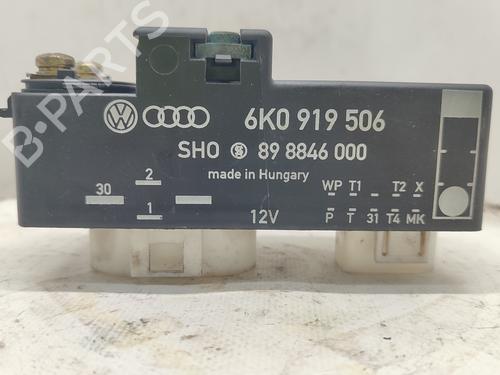 B-PARTS
6K0 919 506
SHO 89 8846 000
made in Hungary
WP T1 T2 X
30 2
1
12V
P T 31 T4 MK